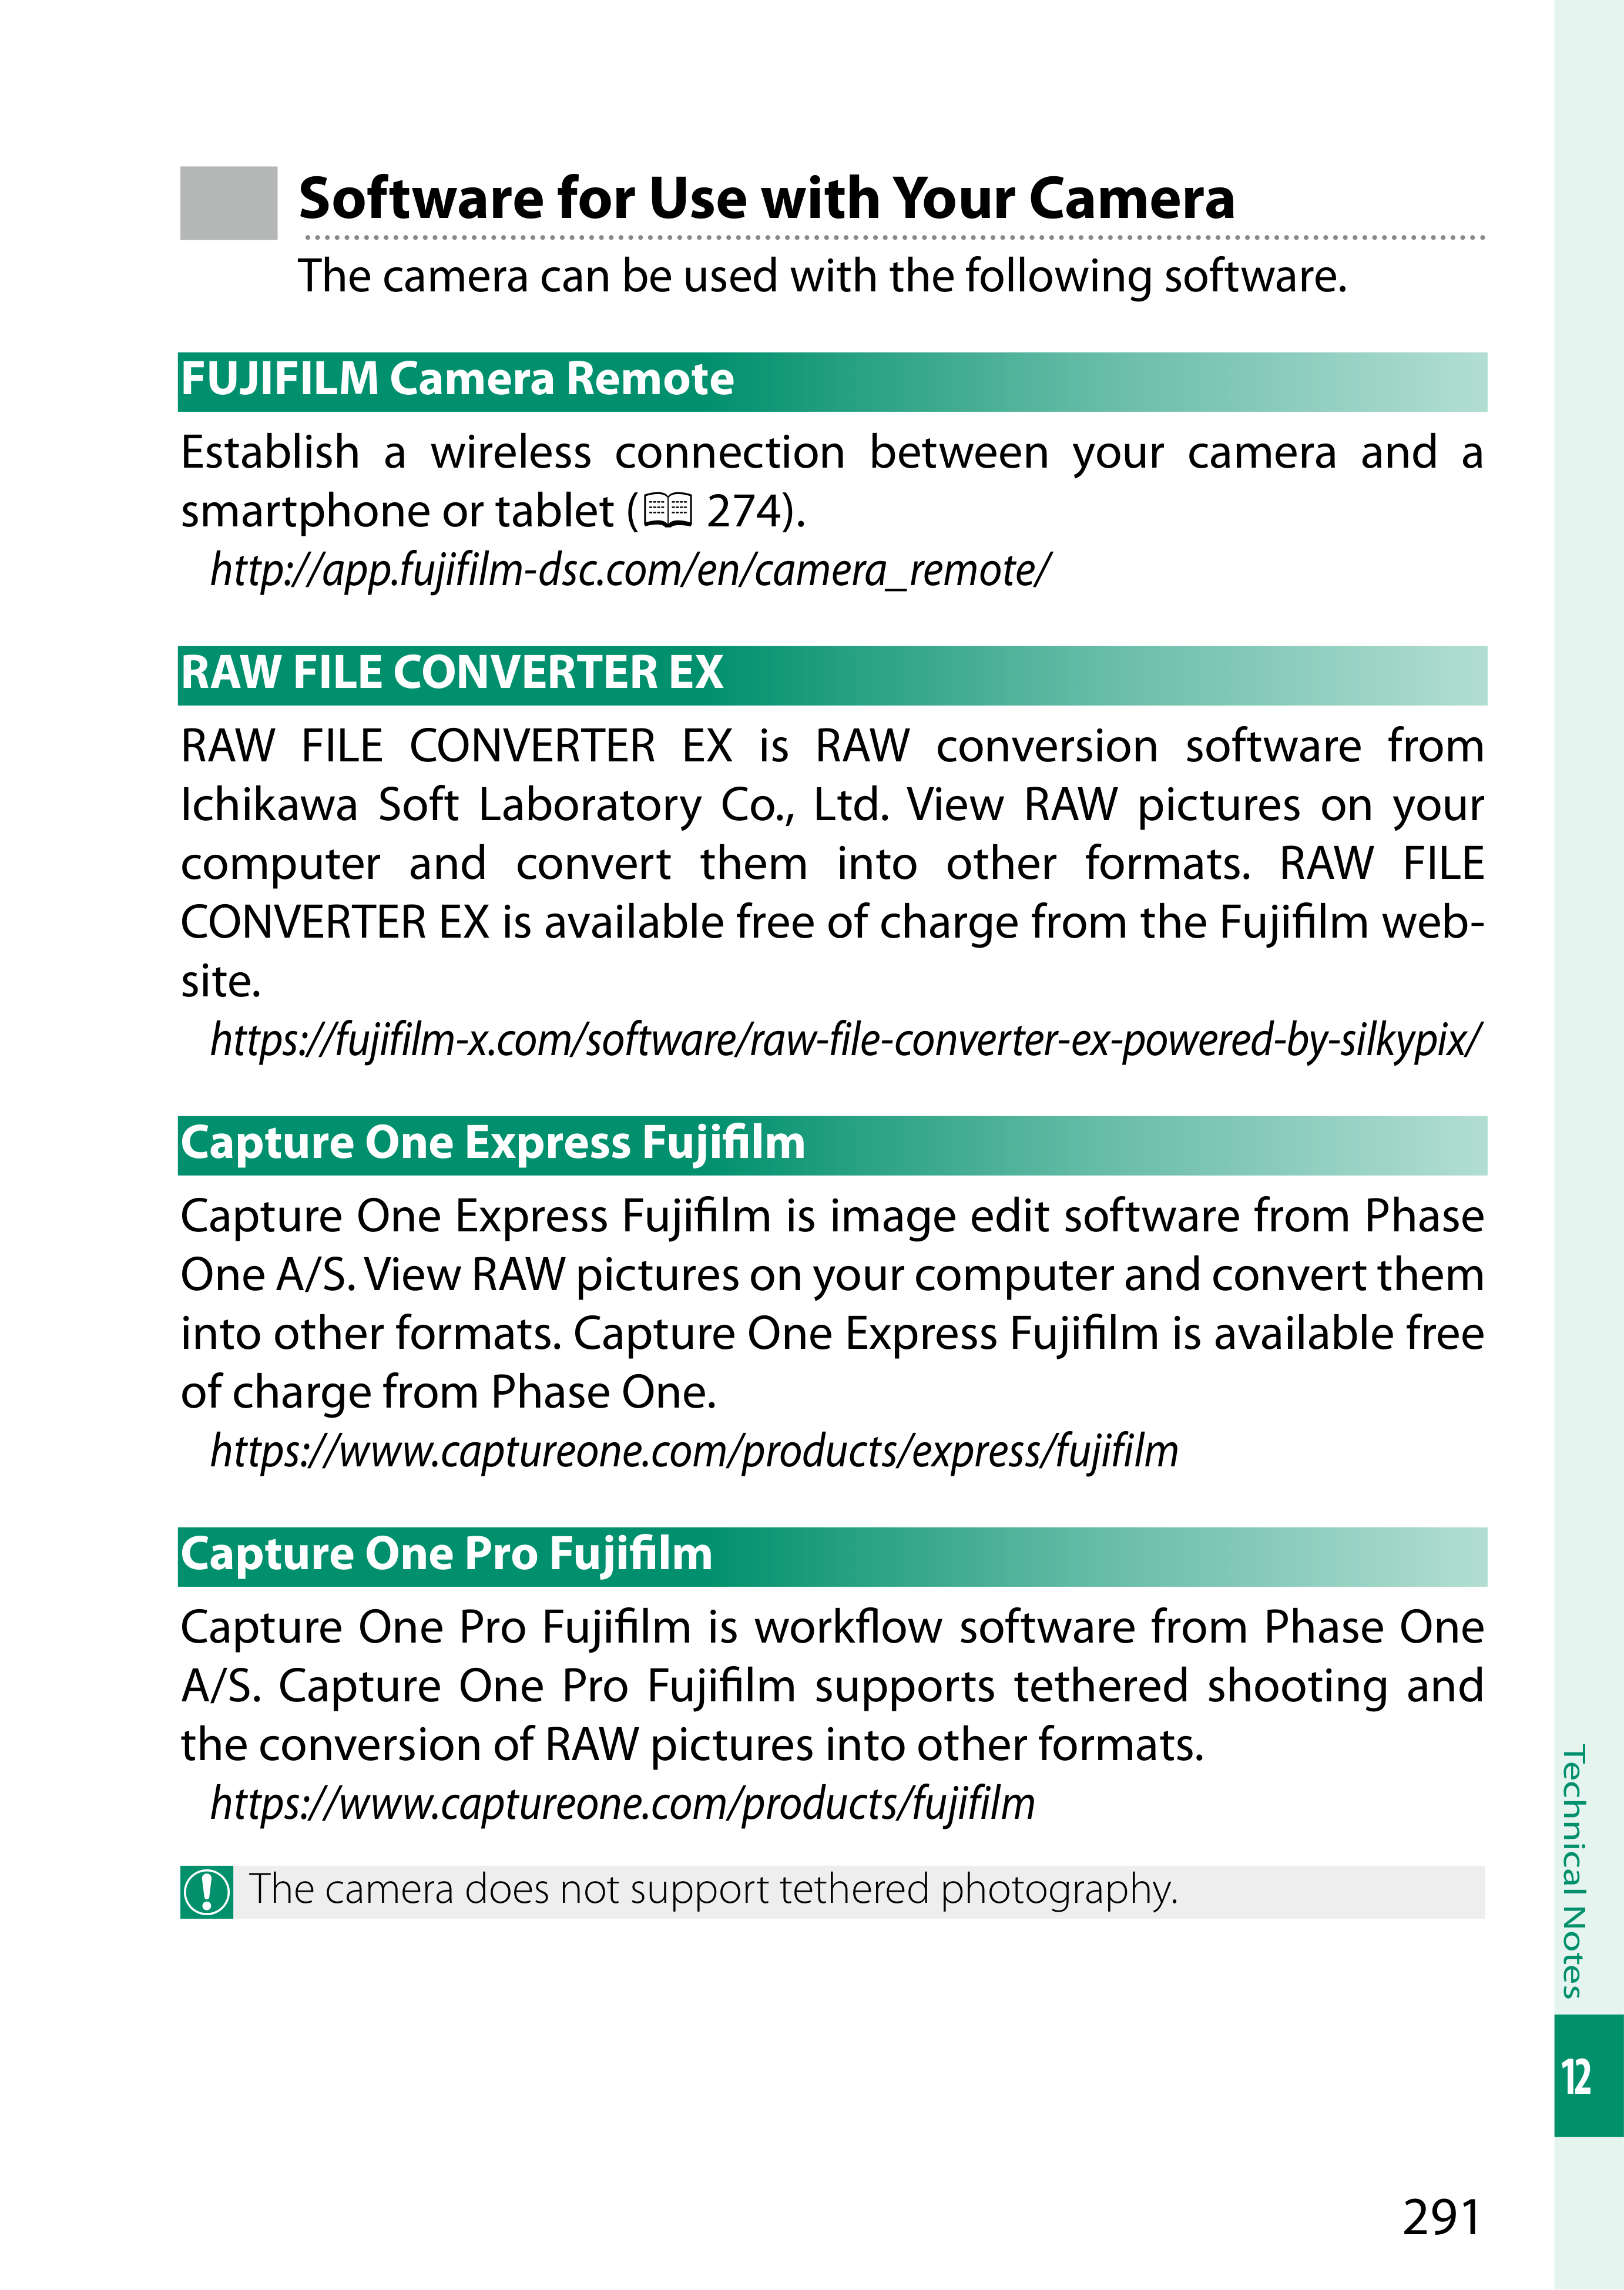 Software for Use with Your Camera
The camera can be used with the following software.
FUJIFILM Camera Remote
Establish a wireless connection between your camera and a
smartphone or tablet (274).
http://app.fujifilm-dsc.com/en/camera_remote/
RAW FILE CONVERTER EX
RAW FILE CONVERTER EX is RAW conversion software from
Ichikawa Soft Laboratory Co., Ltd. View RAW pictures on your
computer and convert them into other formats. RAW FILE
CONVERTER EX is available free of charge from the Fujifilm web-
site.
https://fujifilm-x.com/software/raw-file-converter-ex-powered-by-silkypix/
Capture One Express Fujifilm
Capture One Express Fujifilm is image edit software from Phase
One A/S. View RAW pictures on your computer and convert them
into other formats. Capture One Express Fujifilm is available free
of charge from Phase One.
https://www.captureone.com/products/express/fujifilm
Capture One Pro Fujifilm
Capture One Pro Fujifilm is workflow software from Phase One
A/S. Capture One Pro Fujifilm supports tethered shooting and
the conversion of RAW pictures into other formats.
https://www.captureone.com/products/fujifilm
The camera does not support tethered photography.
Technical Notes
12
291